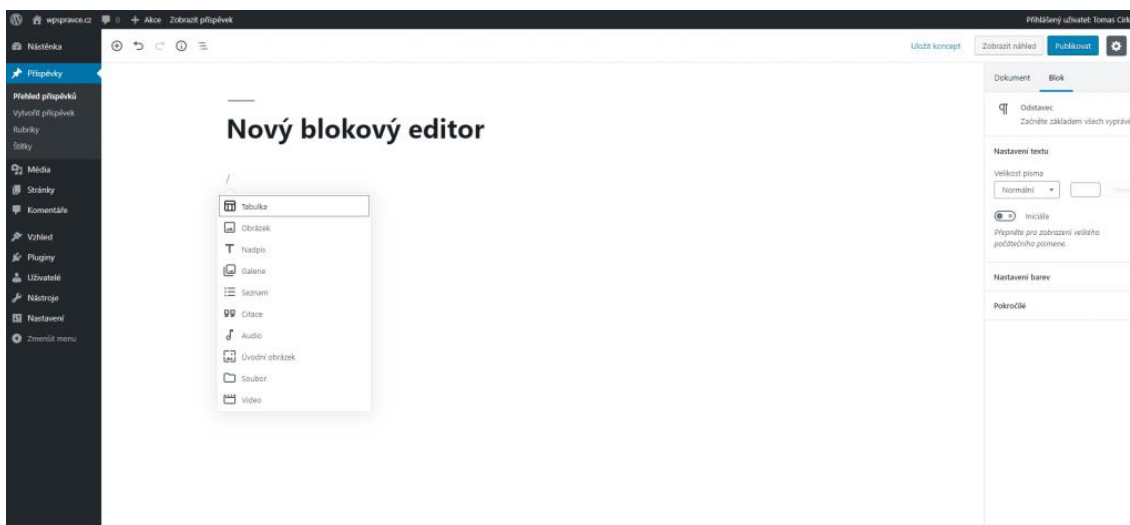 wpspravce.cz 0 + Akce Zobrazit příspěvek
Přihlášený uživatel: Tomas Cirk
Nástěnka
Příspěvky
Přehled příspěvků
Vytvořit příspěvek
Rubriky
Štítky
Média
Stránky
Komentáře
Vzhled
Pluginy
Uživatelé
Nástroje
Nastavení
Zmenšit menu
Uložit koncept
Zobrazit náhled
Publikovat
Nový blokový editor
/
Tabulka
Obrázek
Nadpis
Galerie
Seznam
Citace
Audio
Úvodní obrázek
Soubor
Video
Dokument Blok
Odstavec
Začněte základem všech vyprávě
Nastavení textu
Velikost písma
Normální
Iniciála
Přepněte pro zobrazení velkého
počátečního písmene.
Nastavení barev
Pokročilé